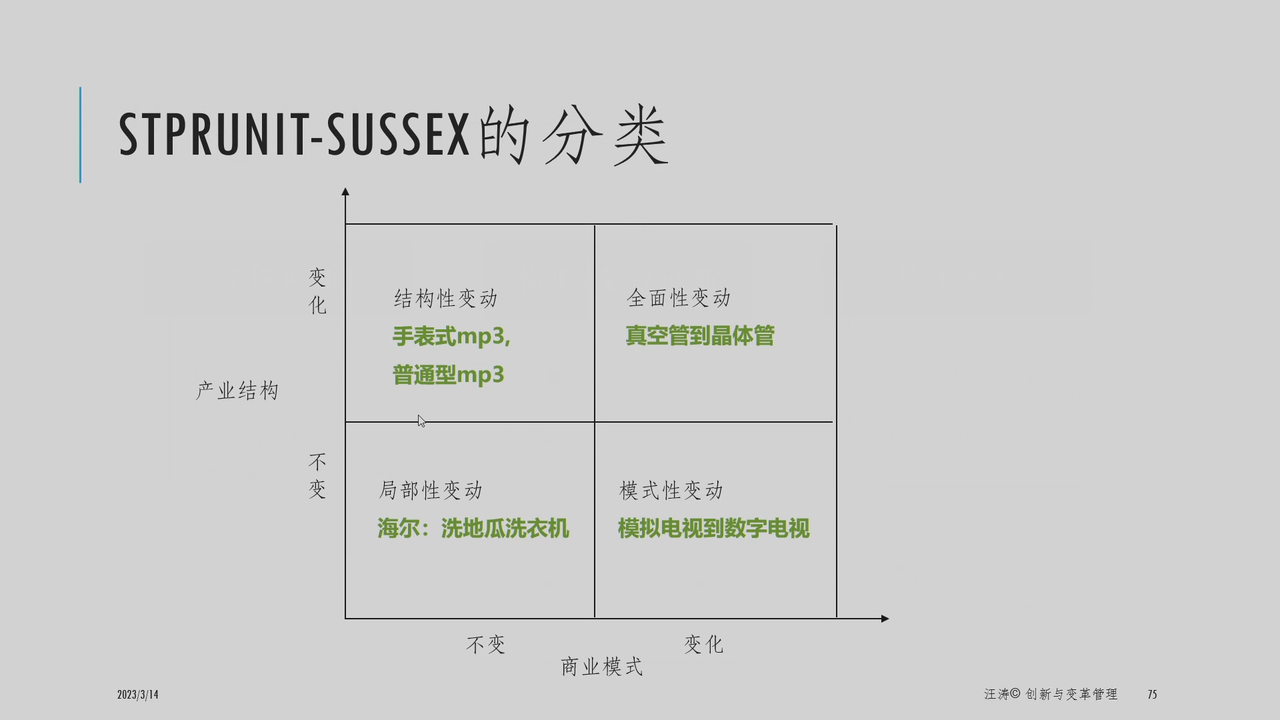 STPRUNIT-SUSSEX的分类
变化
结构性变动
手表式mp3,
普通型mp3
全面性变动
真空管到晶体管
产业结构
不变
局部性变动
海尔：洗地瓜洗衣机
模式性变动
模拟电视到数字电视
不变
变化
商业模式
2023/3/14
汪涛© 创新与变革管理
75